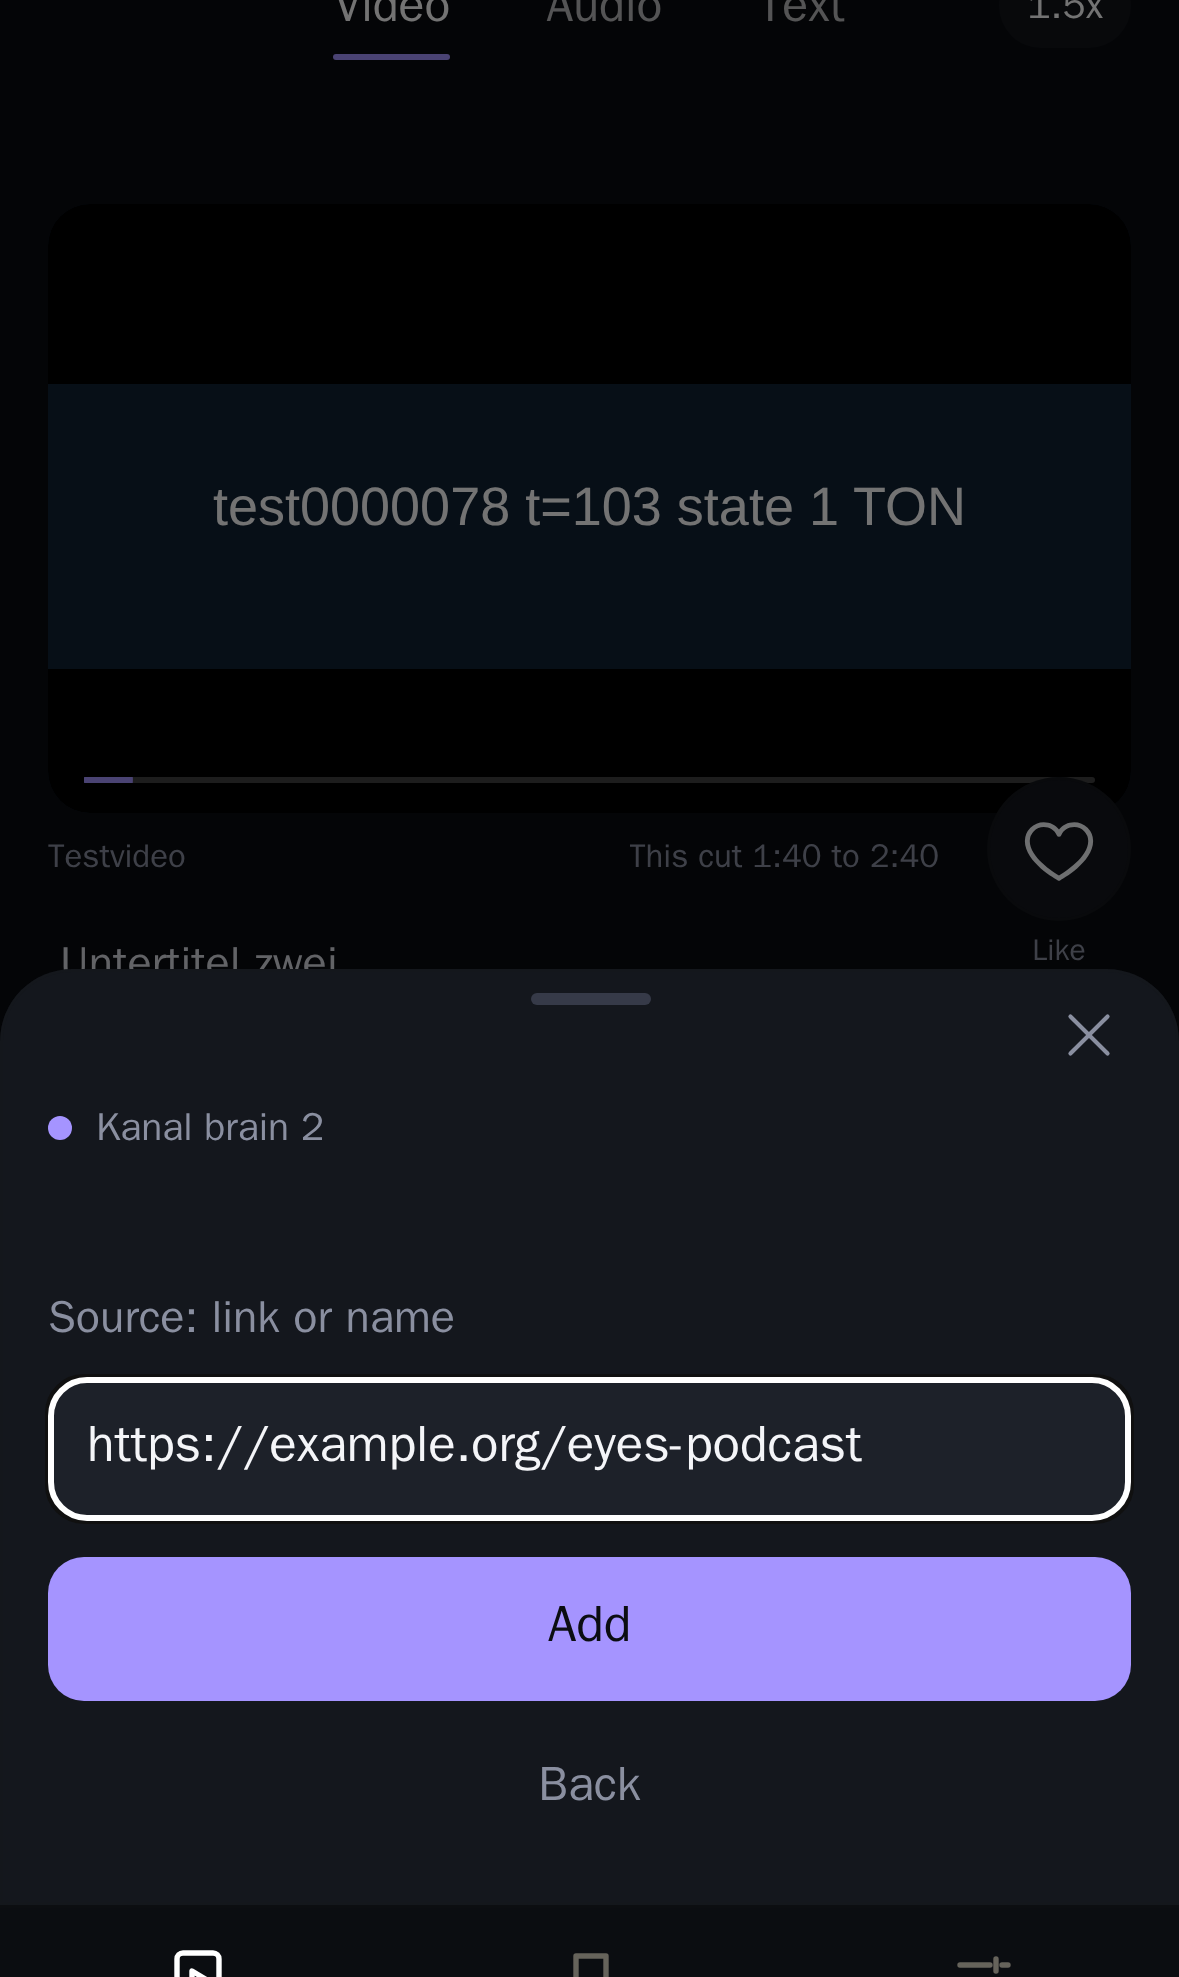 Video Audio Text 1.5x
test0000078 t=103 state 1 TON
Testvideo This cut 1:40 to 2:40
Like
Untertitel zwei
Kanal brain 2
Source: link or name
https://example.org/eyes-podcast
Add
Back